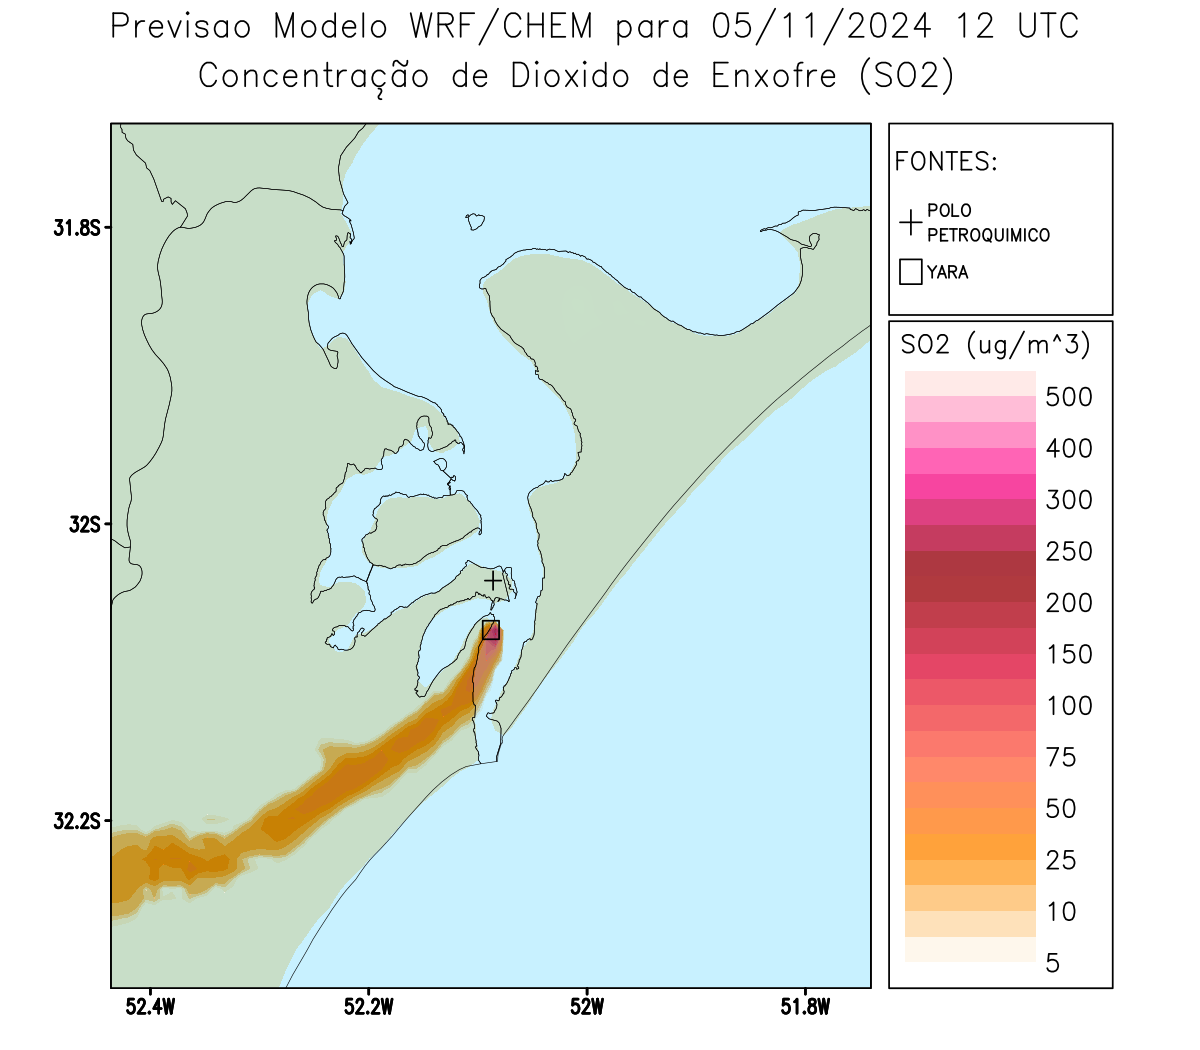 Previsao Modelo WRF/CHEM para 05/11/2024 12 UTC
Concentração de Dioxido de Enxofre (SO2)
FONTES:
POLO
PETROQUIMICO
YARA
31.8S
32S
32.2S
52.4W
52.2W
52W
51.8W
SO2 (ug/m^3)
500
400
300
250
200
150
100
75
50
25
10
5